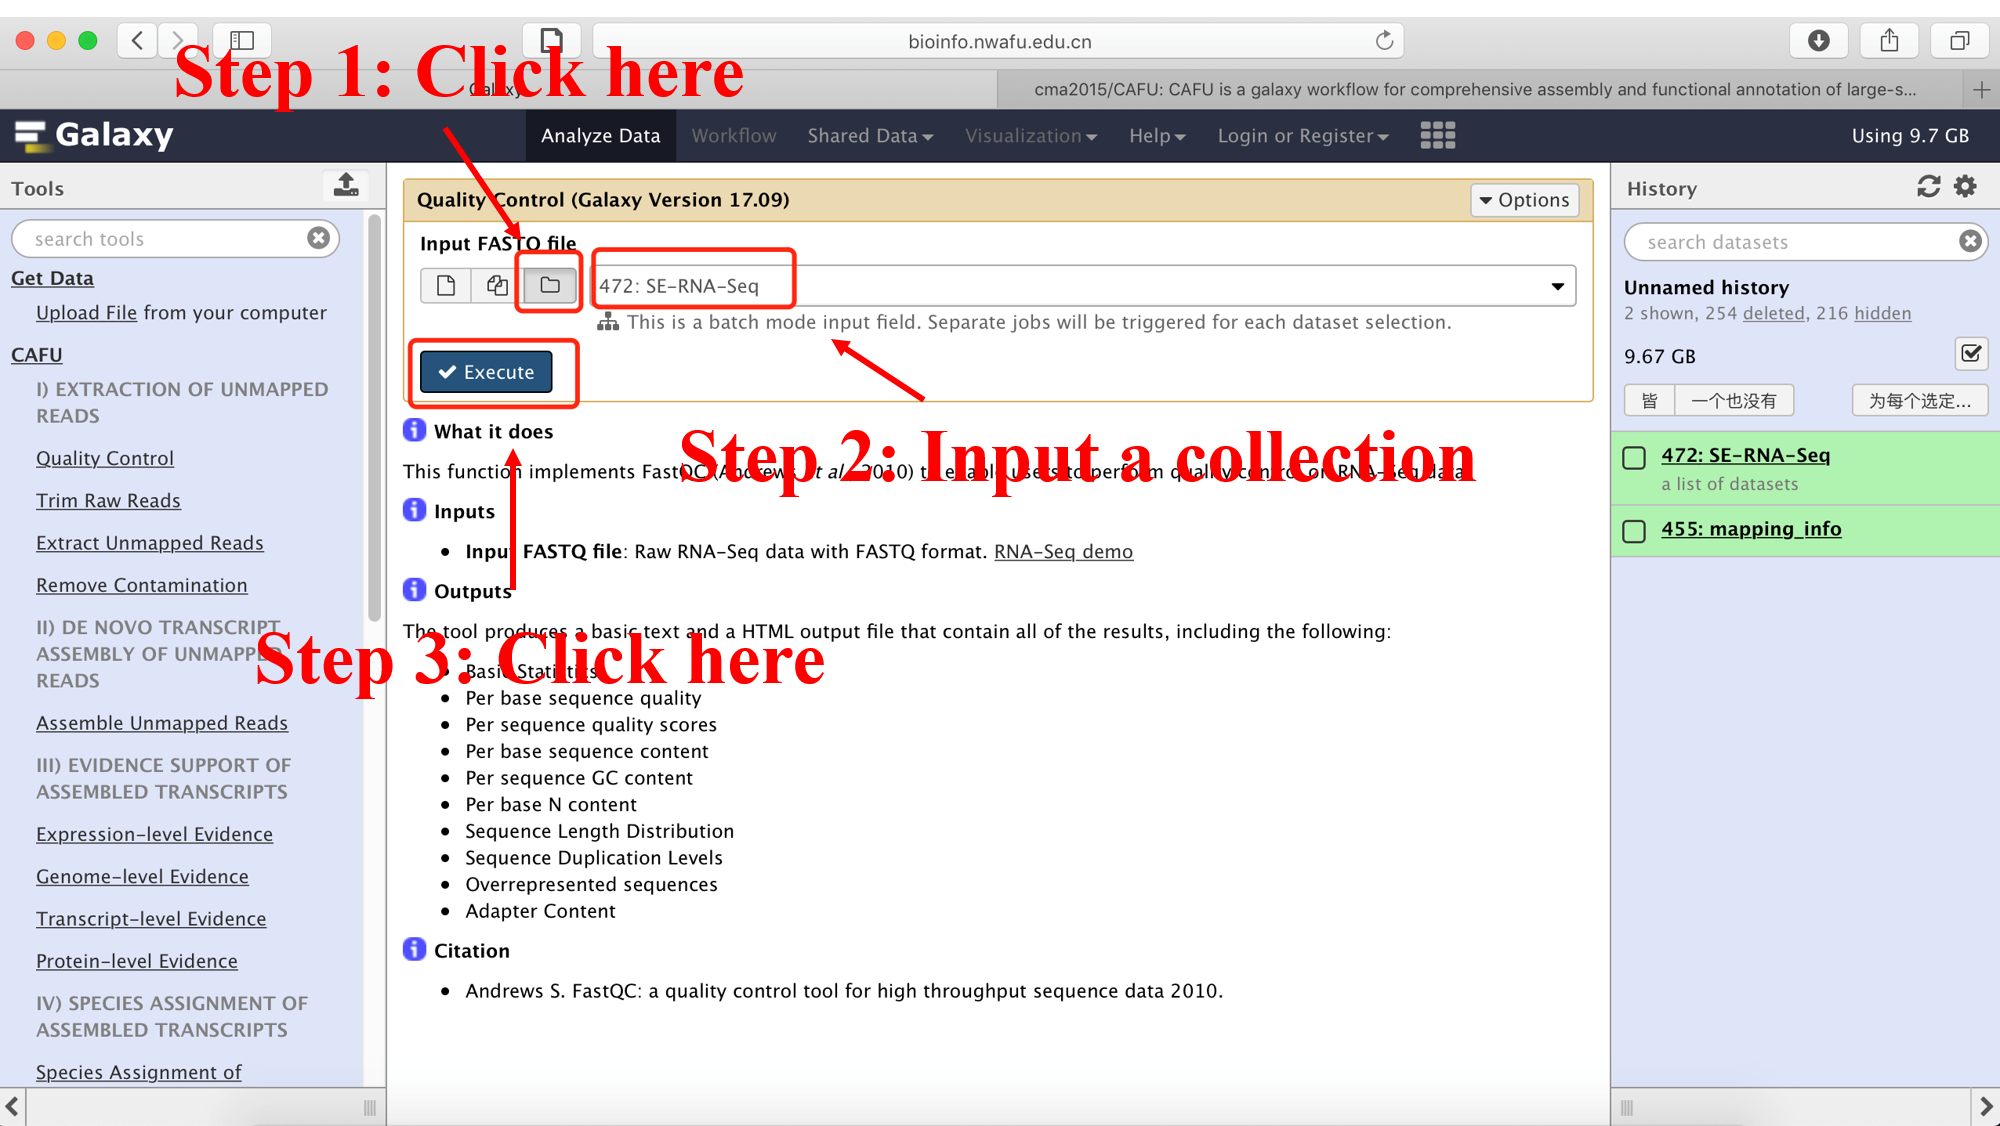 bioinfo.nwafu.edu.cn
Step 1: Click here
Galaxy
cma2015/CAFU: CAFU is a galaxy workflow for comprehensive assembly and functional annotation of large-s...
Galaxy
Analyze Data
Workflow
Shared Data
Visualization
Help
Login or Register
Using 9.7 GB
Tools
search tools
Get Data
Upload File from your computer
CAFU
I) EXTRACTION OF UNMAPPED
READS
Quality Control
Trim Raw Reads
Extract Unmapped Reads
Remove Contamination
II) DE NOVO TRANSCRIPT
ASSEMBLY OF UNMAPPED
READS
Assemble Unmapped Reads
III) EVIDENCE SUPPORT OF
ASSEMBLED TRANSCRIPTS
Expression-level Evidence
Genome-level Evidence
Transcript-level Evidence
Protein-level Evidence
IV) SPECIES ASSIGNMENT OF
ASSEMBLED TRANSCRIPTS
Species Assignment of
Quality Control (Galaxy Version 17.09)
Options
Input FASTQ file
472: SE-RNA-Seq
This is a batch mode input field. Separate jobs will be triggered for each dataset selection.
Execute
What it does
Step 2: Input a collection
This function implements FastQC (Andrews et al., 2010) to enable users to perform quality control on RNA-Seq data.
Inputs
• Input FASTQ file: Raw RNA-Seq data with FASTQ format. RNA-Seq demo
Outputs
The tool produces a basic text and a HTML output file that contain all of the results, including the following:
Step 3: Click here
• Basic Statistics
• Per base sequence quality
• Per sequence quality scores
• Per base sequence content
• Per sequence GC content
• Per base N content
• Sequence Length Distribution
• Sequence Duplication Levels
• Overrepresented sequences
• Adapter Content
Citation
• Andrews S. FastQC: a quality control tool for high throughput sequence data 2010.
History
search datasets
Unnamed history
2 shown, 254 deleted, 216 hidden
9.67 GB
皆
一个也没有
为每个选定...
472: SE-RNA-Seq
a list of datasets
455: mapping_info